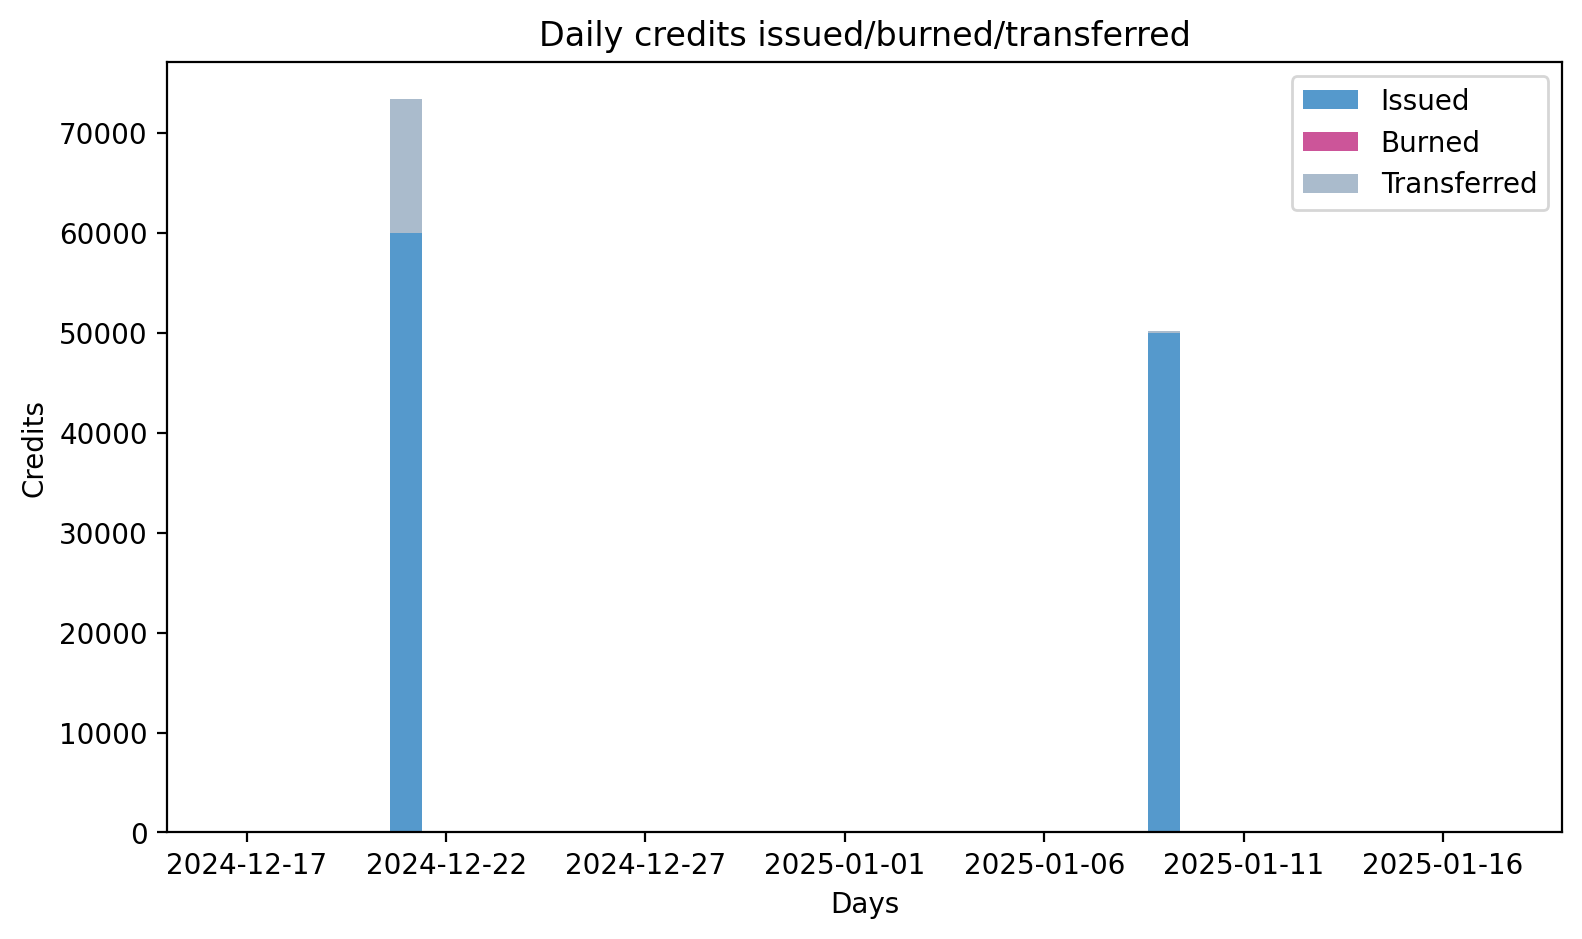 Daily credits issued/burned/transferred
Issued
Burned
Transferred
70000
60000
50000
40000
30000
20000
10000
0
Credits
2024-12-17 2024-12-22 2024-12-27 2025-01-01 2025-01-06 2025-01-11 2025-01-16
Days